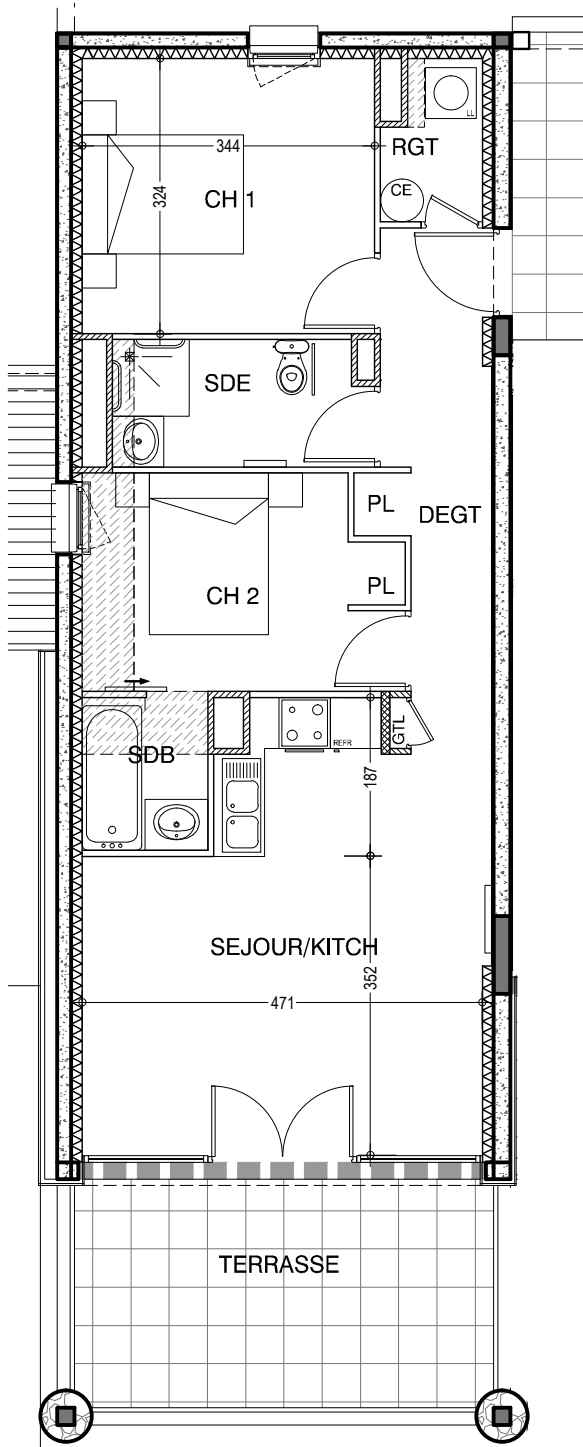 LL
RGT
344
CE
324
CH 1
SDE
PL
DEGT
PL
CH 2
REFR
GTL
SDB
187
SEJOUR/KITCH
352
471
TERRASSE